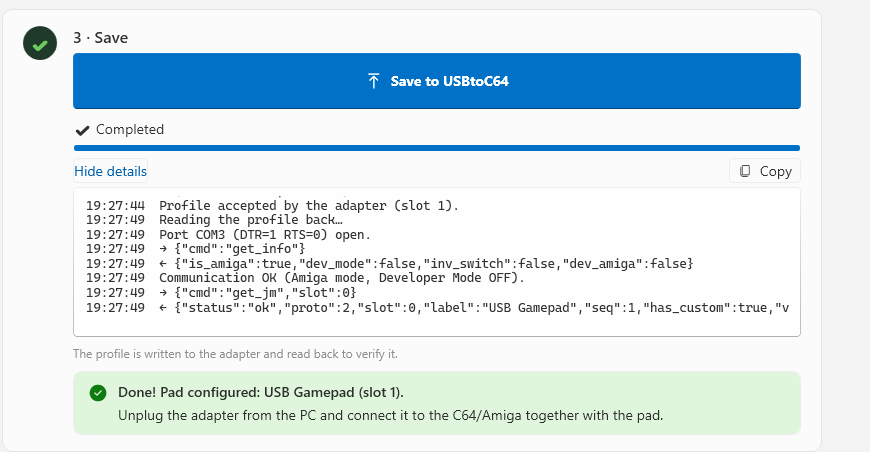 3 · Save
Save to USBtoC64
Completed
Hide details
Copy
19:27:44 Profile accepted by the adapter (slot 1).
19:27:49 Reading the profile back…
19:27:49 Port COM3 (DTR=1 RTS=0) open.
19:27:49 → {"cmd":"get_info"}
19:27:49 ← {"is_amiga":true,"dev_mode":false,"inv_switch":false,"dev_amiga":false}
19:27:49 Communication OK (Amiga mode, Developer Mode OFF).
19:27:49 → {"cmd":"get_jm","slot":0}
19:27:49 ← {"status":"ok","proto":2,"slot":0,"label":"USB Gamepad","seq":1,"has_custom":true,"v
The profile is written to the adapter and read back to verify it.
Done! Pad configured: USB Gamepad (slot 1).
Unplug the adapter from the PC and connect it to the C64/Amiga together with the pad.